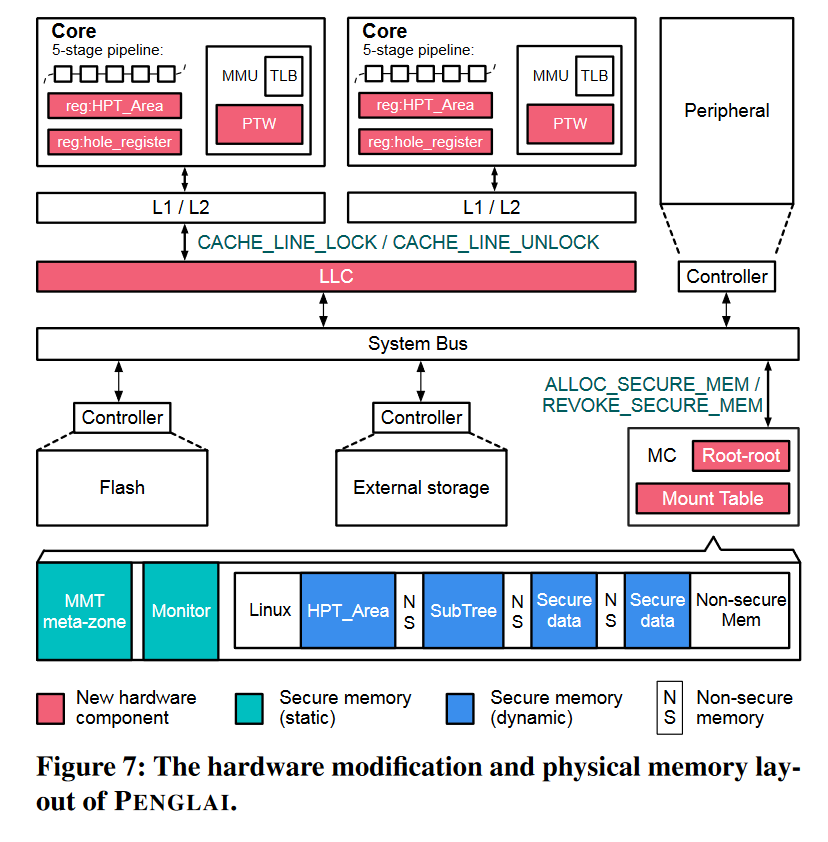 Core
5-stage pipeline:
MMU
TLB
reg:HPT_Area
PTW
reg:hole_register
Core
5-stage pipeline:
MMU
TLB
reg:HPT_Area
PTW
reg:hole_register
Peripheral
L1 / L2
L1 / L2
CACHE_LINE_LOCK / CACHE_LINE_UNLOCK
LLC
Controller
System Bus
ALLOC_SECURE_MEM /
REVOKE_SECURE_MEM
Controller
Controller
Flash
External storage
MC
Root-root
Mount Table
MMT
meta-zone
Monitor
Linux
HPT_Area
N
S
SubTree
N
S
Secure
data
N
S
Secure
data
Non-secure
Mem
New hardware
component
Secure memory
(static)
Secure memory
(dynamic)
N
S
Non-secure
memory
Figure 7: The hardware modification and physical memory lay-
out of PENGLAI.